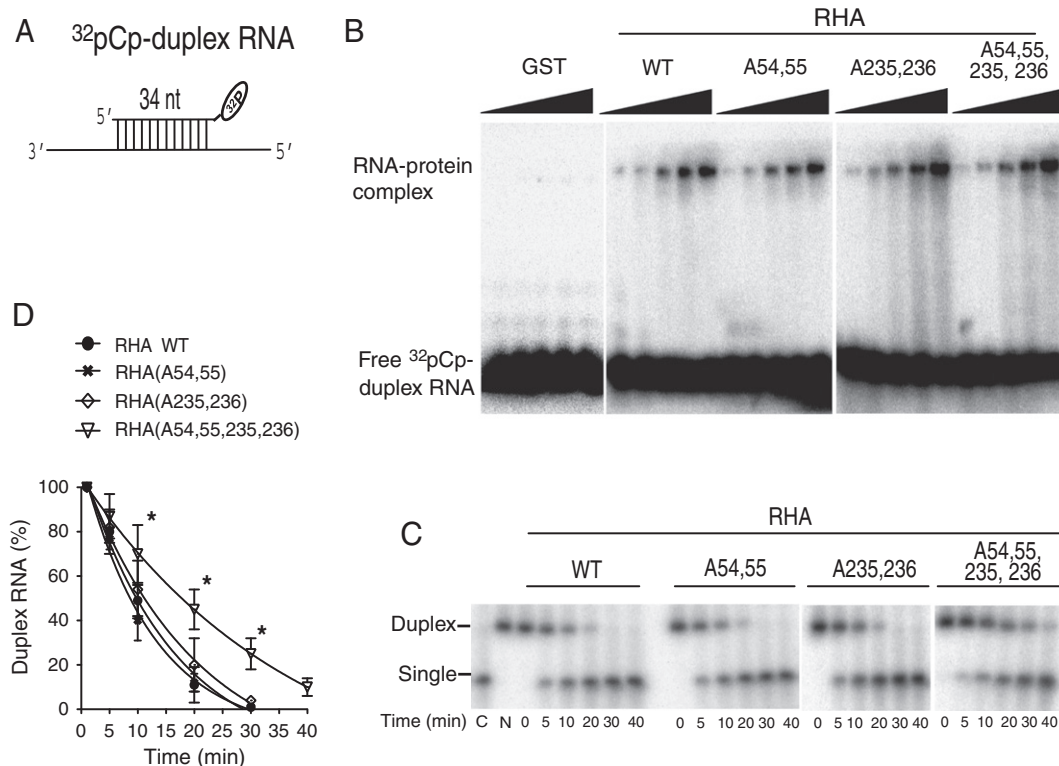 A
³²pCp-duplex RNA
34 nt
³²P
5′
3′
5′
B
RHA
GST
WT
A54,55
A235,236
A54,55,
235, 236
RNA-protein
complex
Free ³²pCp-
duplex RNA
D
RHA WT
RHA(A54,55)
RHA(A235,236)
RHA(A54,55,235,236)
Duplex RNA (%)
100
80
60
40
20
0
*
*
*
0 5 10 15 20 25 30 35 40
Time (min)
C
RHA
WT
A54,55
A235,236
A54,55,
235, 236
Duplex
Single
Time (min) C N 0 5 10 20 30 40 0 5 10 20 30 40 0 5 10 20 30 40 0 5 10 20 30 40